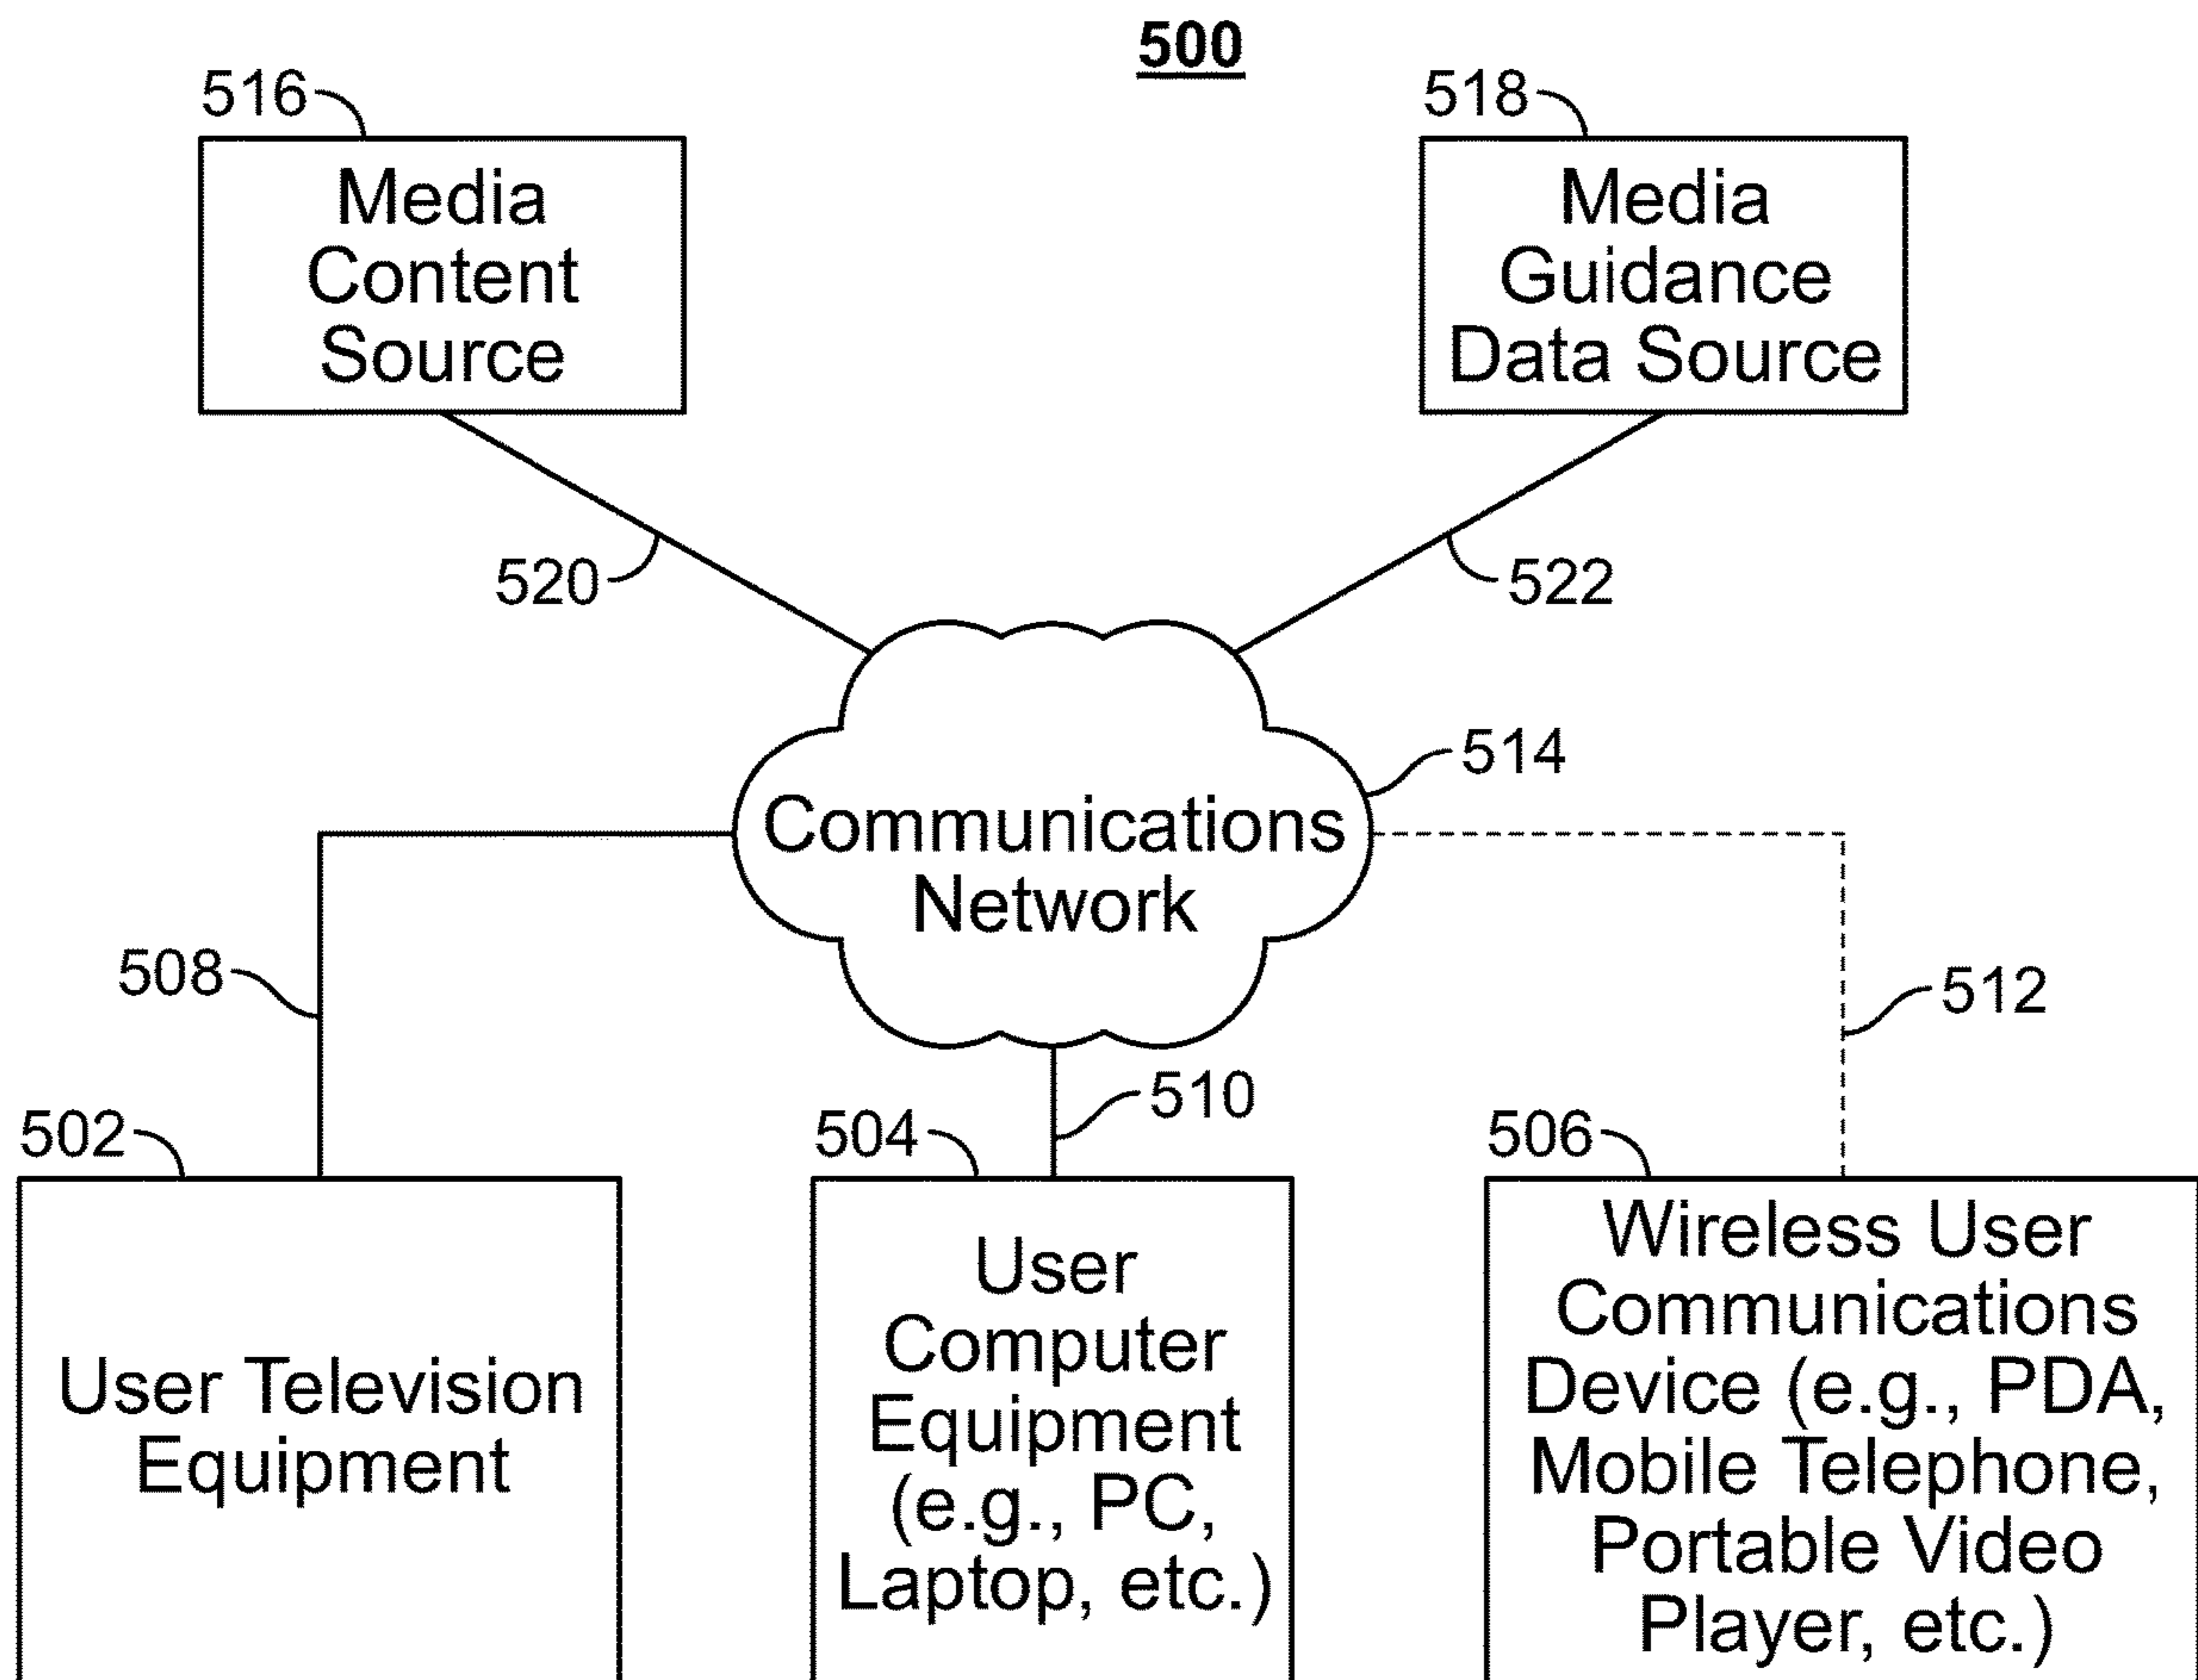 500
516
518
Media
Content
Source
Media
Guidance
Data Source
520
522
514
Communications
Network
508
512
510
502
504
506
User Television
Equipment
User
Computer
Equipment
(e.g., PC,
Laptop, etc.)
Wireless User
Communications
Device (e.g., PDA,
Mobile Telephone,
Portable Video
Player, etc.)